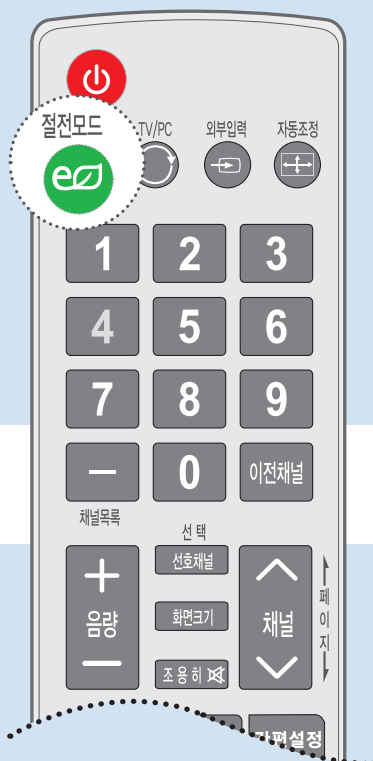 절전모드 TV/PC 외부입력 자동조정
1 2 3
4 5 6
7 8 9
− 0 이전채널
채널목록 선 택
+ 선호채널
음량 화면크기 채널 페이지
− 조 용 히
간편설정